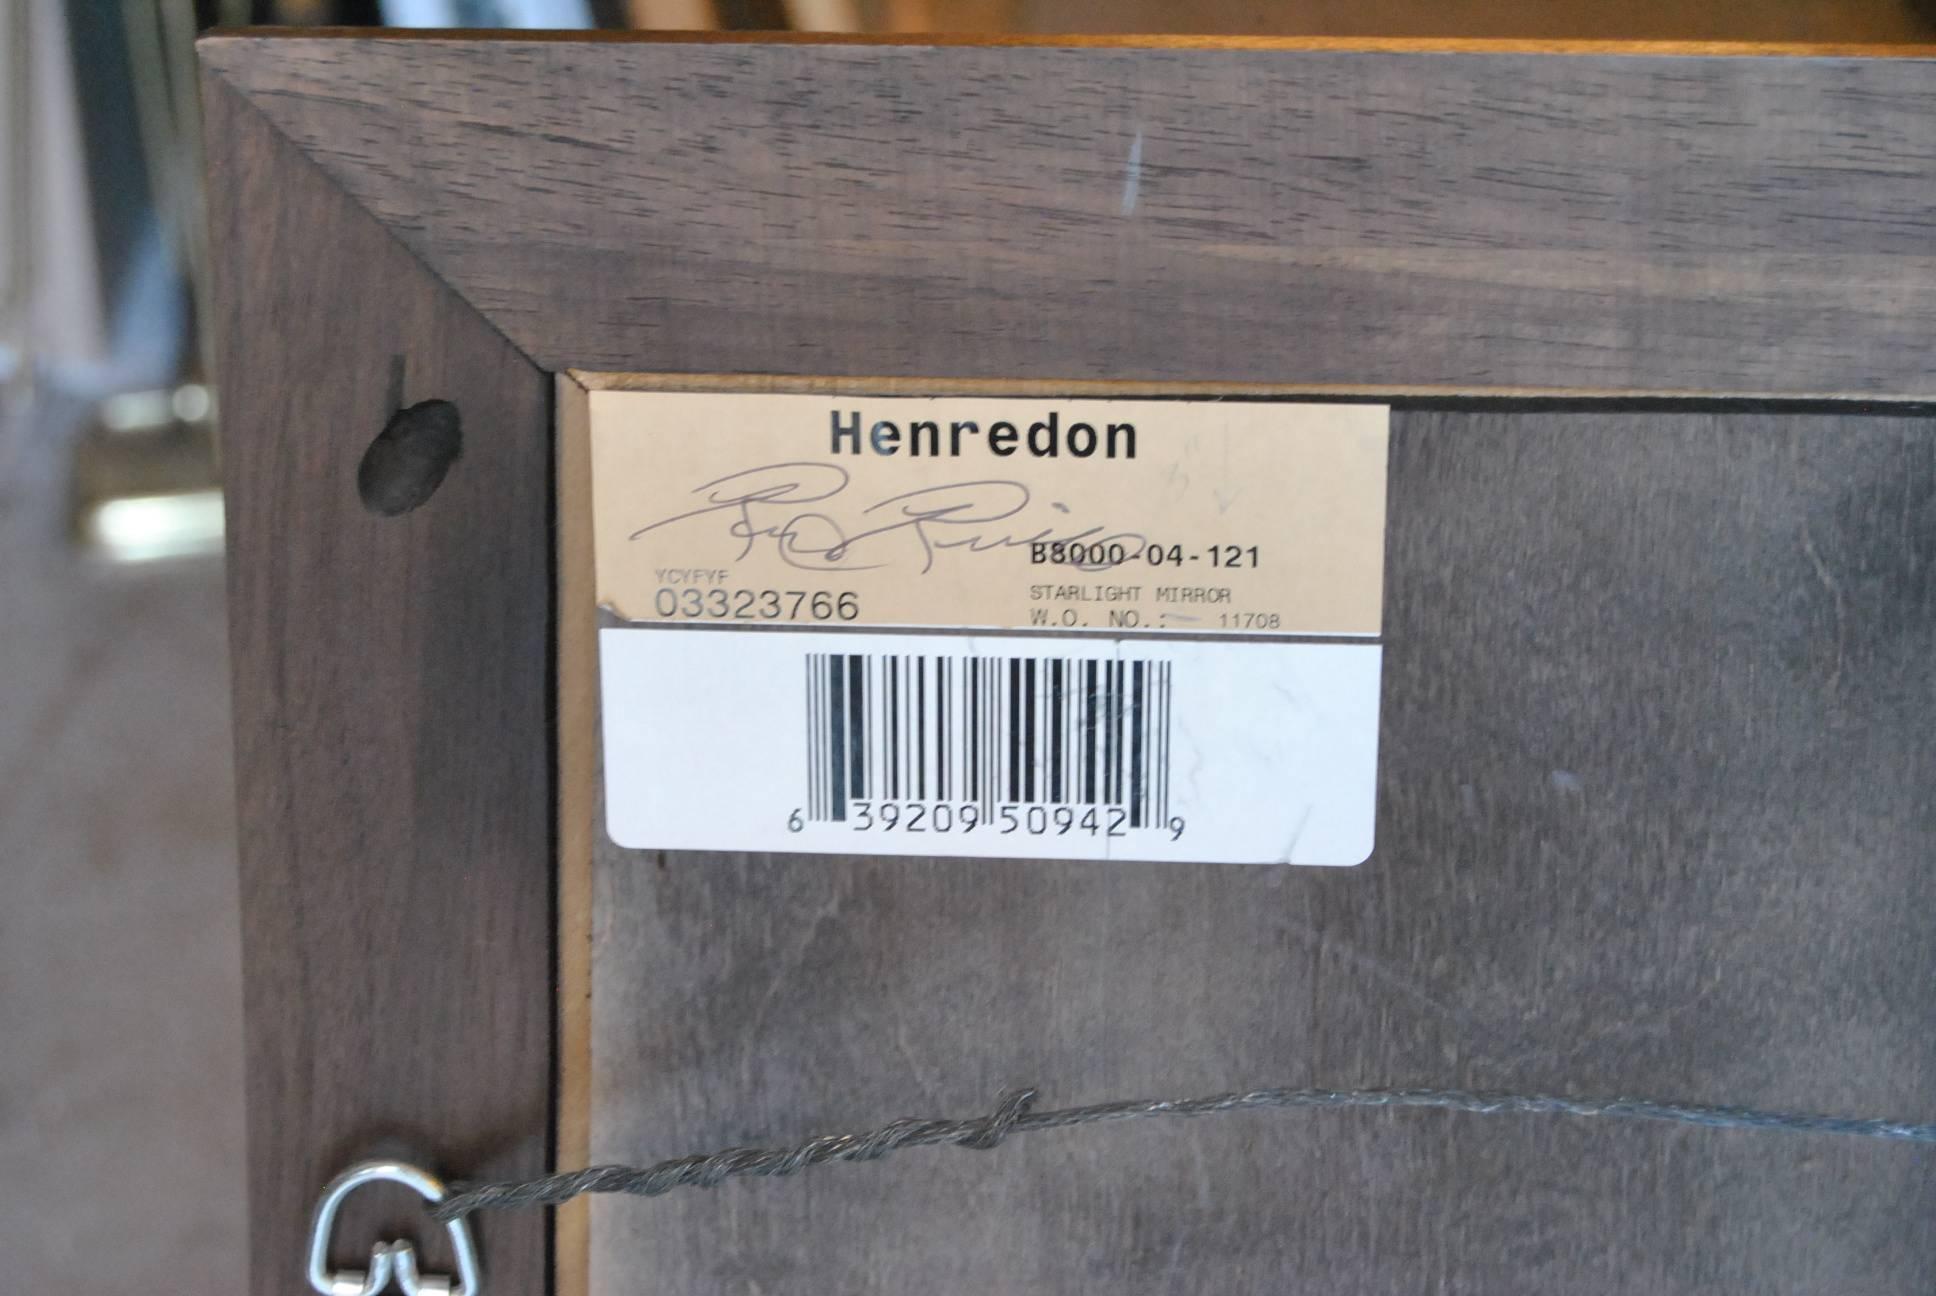 Henredon
B8000-04-121
YCYFYF
03323766
STARLIGHT MIRROR
W.O. NO.: 11708
6 39209 50942 9